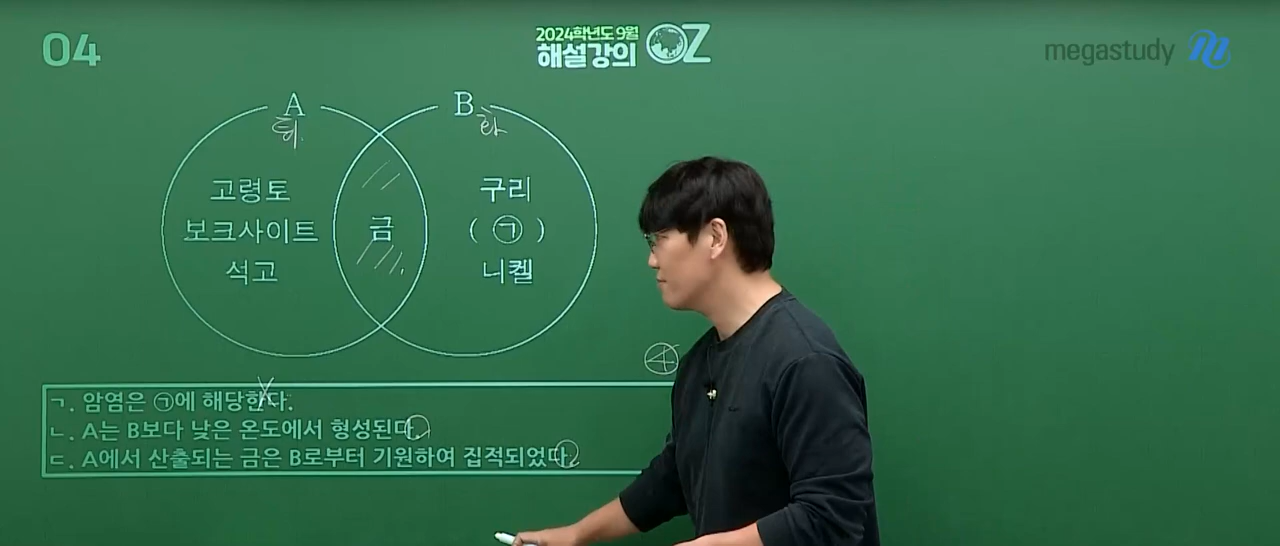 04
2024학년도 9월
해설강의 OZ
megastudy
A
B
퇴
화
고령토
보크사이트
석고
금
구리
( ㉠ )
니켈
④
ㄱ. 암염은 ㉠에 해당한다.
ㄴ. A는 B보다 낮은 온도에서 형성된다.
ㄷ. A에서 산출되는 금은 B로부터 기원하여 집적되었다.